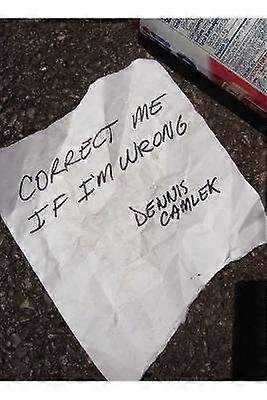 CORRECT ME
IF I'M WRONG
DENNIS
CAMLEK